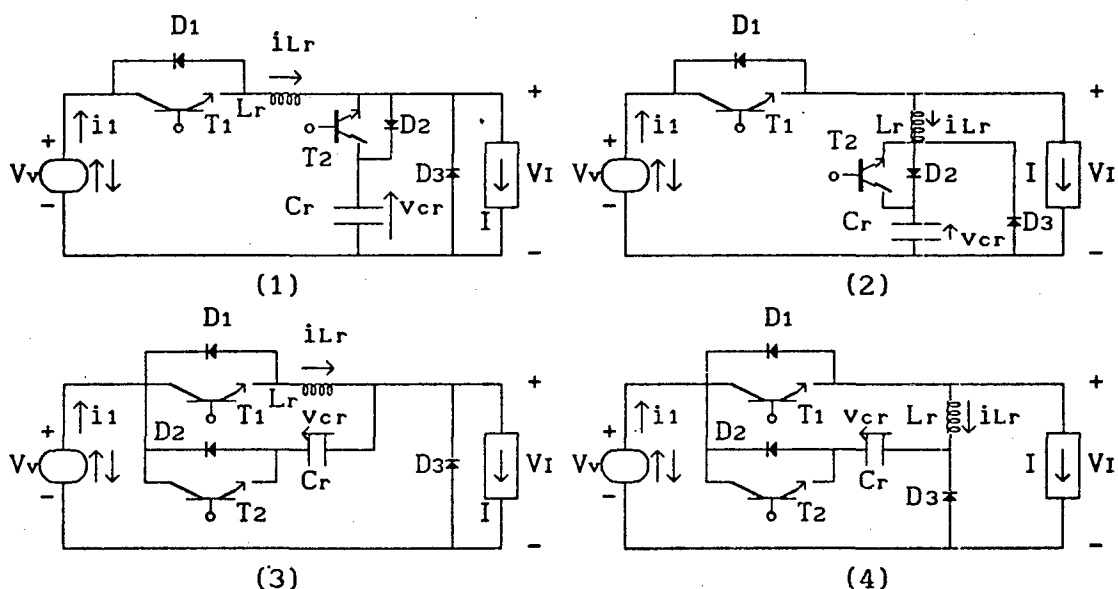 D1
iLr
+
i1
Lr
T1
+
T2
D2
Vv
D3
VI
Cr
vcr
I
-
-
(1)
D1
+
i1
T1
Lr
iLr
+
T2
D2
I
VI
Vv
Cr
vcr
D3
-
-
(2)
D1
iLr
+
i1
T1
Lr
vcr
+
D2
Vv
D3
VI
Cr
-
T2
I
-
(3)
D1
+
i1
T1
Lr
iLr
vcr
+
D2
Vv
I
VI
Cr
-
D3
T2
-
(4)